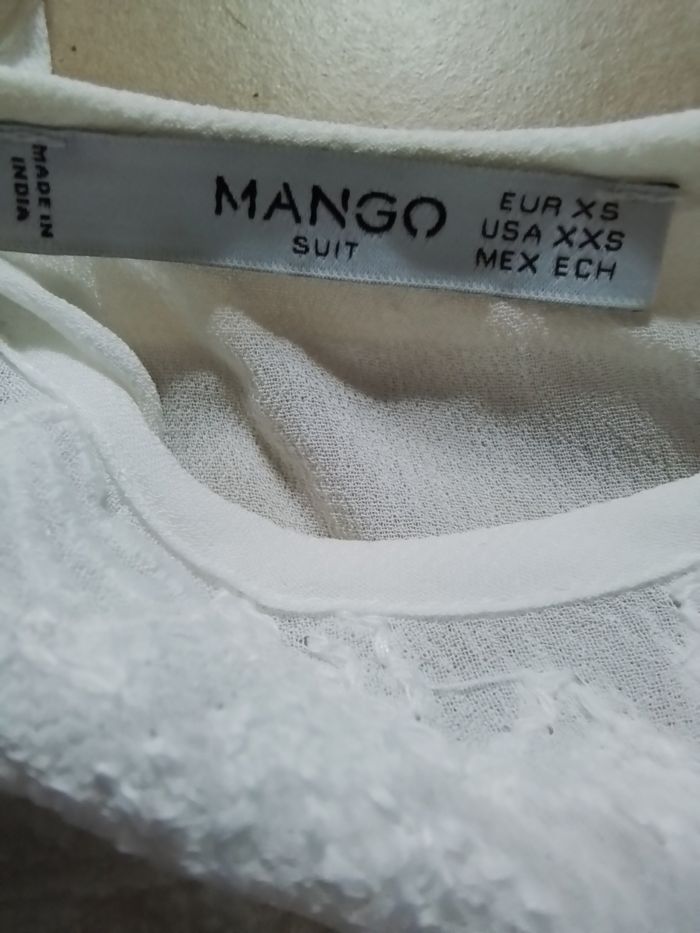 MADE IN
INDIA
MANGO
SUIT
EUR XS
USA XXS
MEX ECH